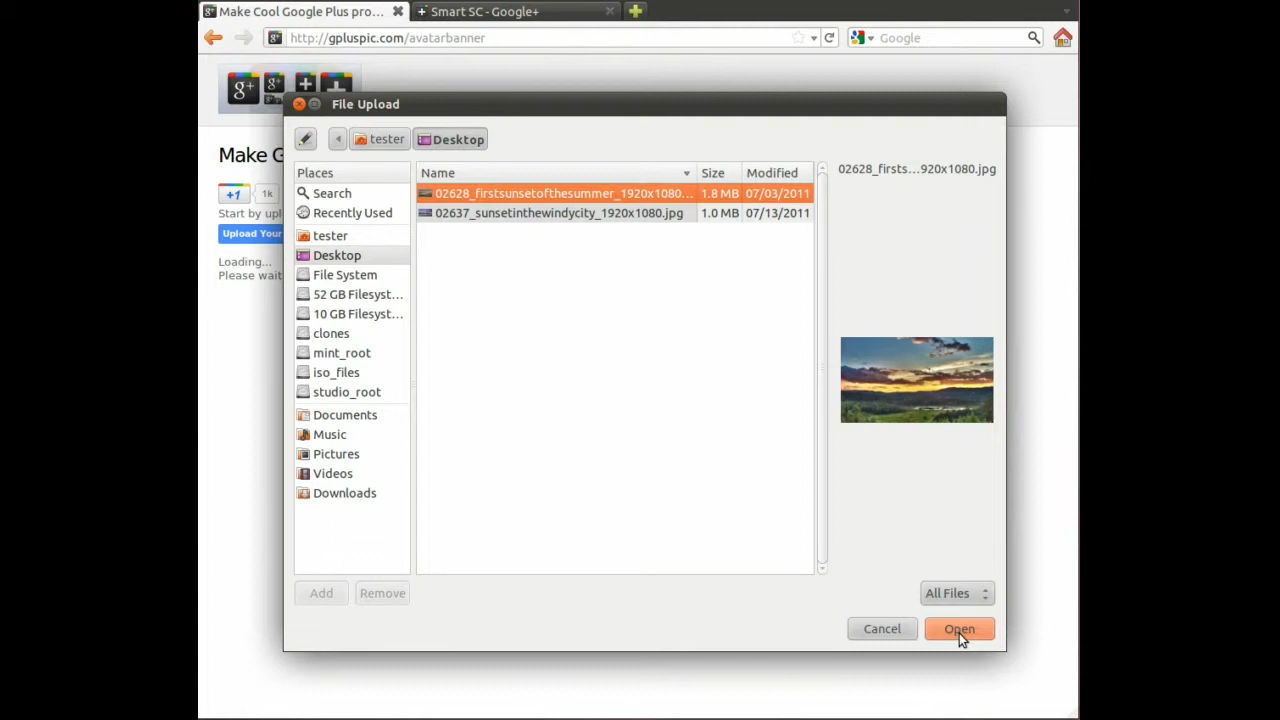 Make Cool Google Plus pro...
Smart SC - Google+
http://gpluspic.com/avatarbanner
Google
g+
g+
File Upload
tester
Desktop
Make G
+1
1k
Start by upl
Upload Your
Loading...
Please wait
Places
Search
Recently Used
tester
Desktop
File System
52 GB Filesyst...
10 GB Filesyst...
clones
mint_root
iso_files
studio_root
Documents
Music
Pictures
Videos
Downloads
Name Size Modified
02628_firstsunsetofthesummer_1920x1080... 1.8 MB 07/03/2011
02637_sunsetinthewindycity_1920x1080.jpg 1.0 MB 07/13/2011
02628_firsts...920x1080.jpg
Add
Remove
All Files
Cancel
Open